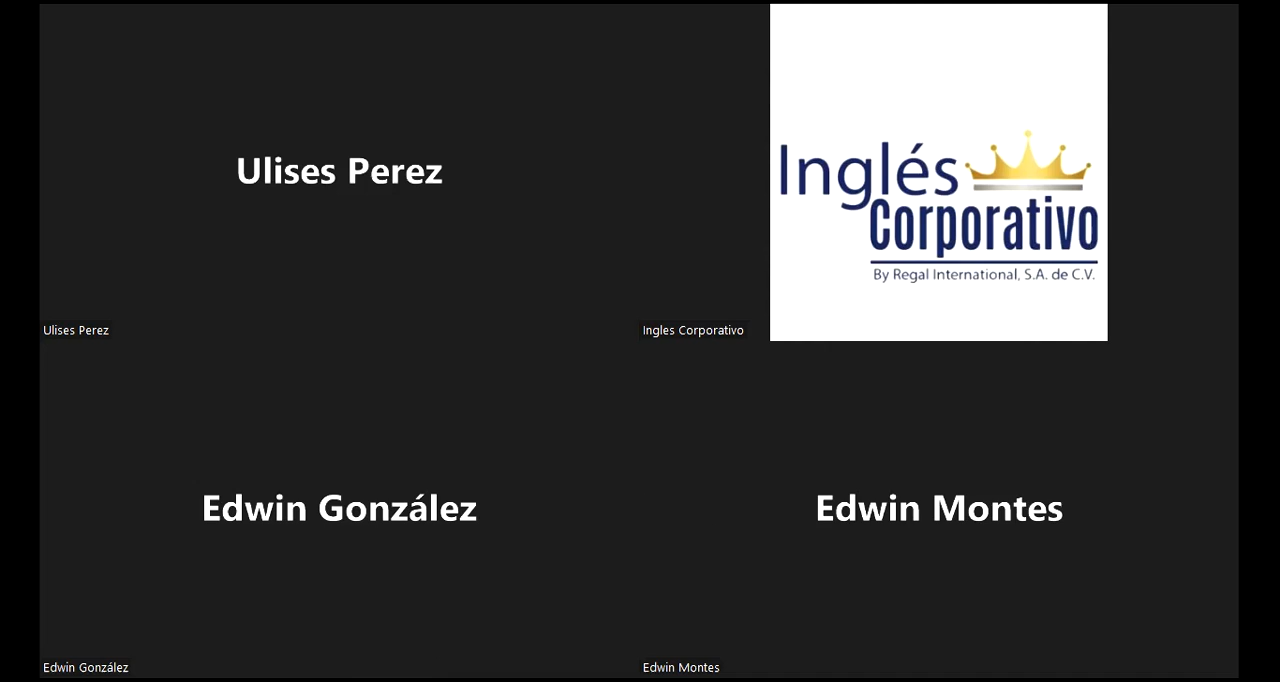 Ulises Perez
Inglés
Corporativo
By Regal International, S.A. de C.V.
Ulises Perez
Ingles Corporativo
Edwin González
Edwin Montes
Edwin González
Edwin Montes